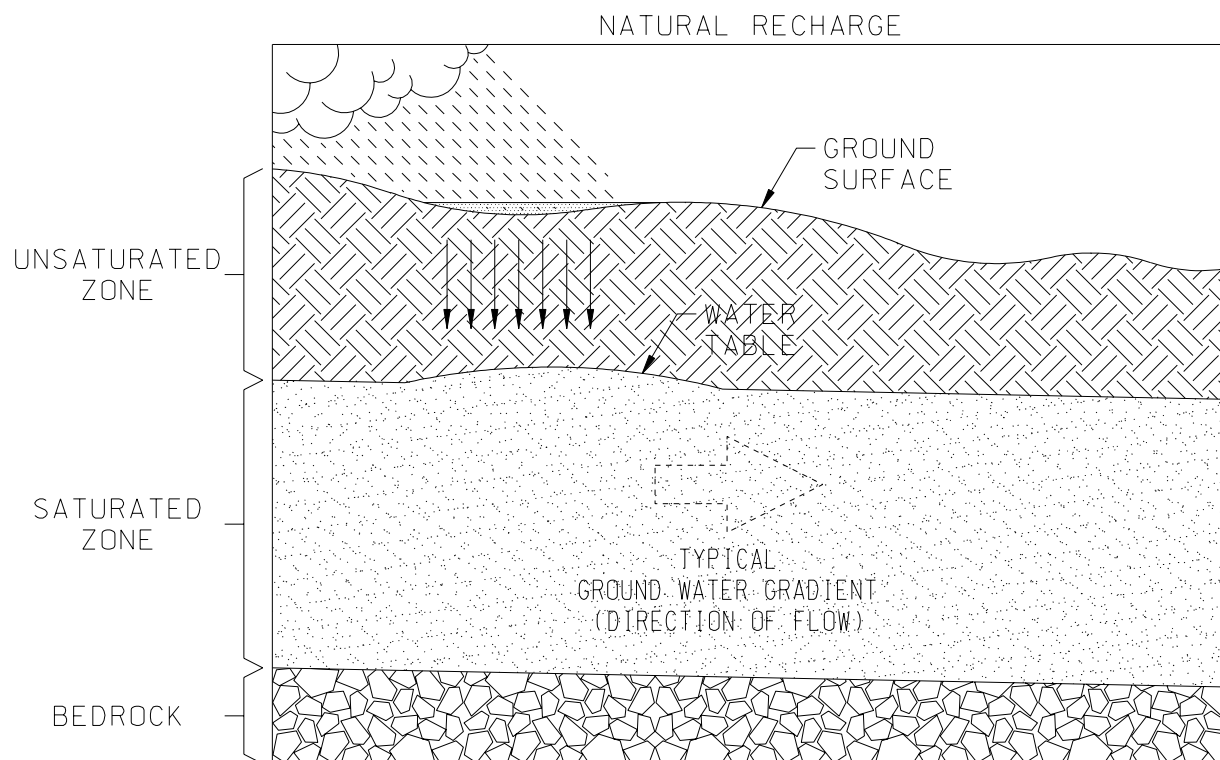 NATURAL RECHARGE
GROUND
SURFACE
UNSATURATED
ZONE
WATER
TABLE
SATURATED
ZONE
TYPICAL
GROUND WATER GRADIENT
(DIRECTION OF FLOW)
BEDROCK